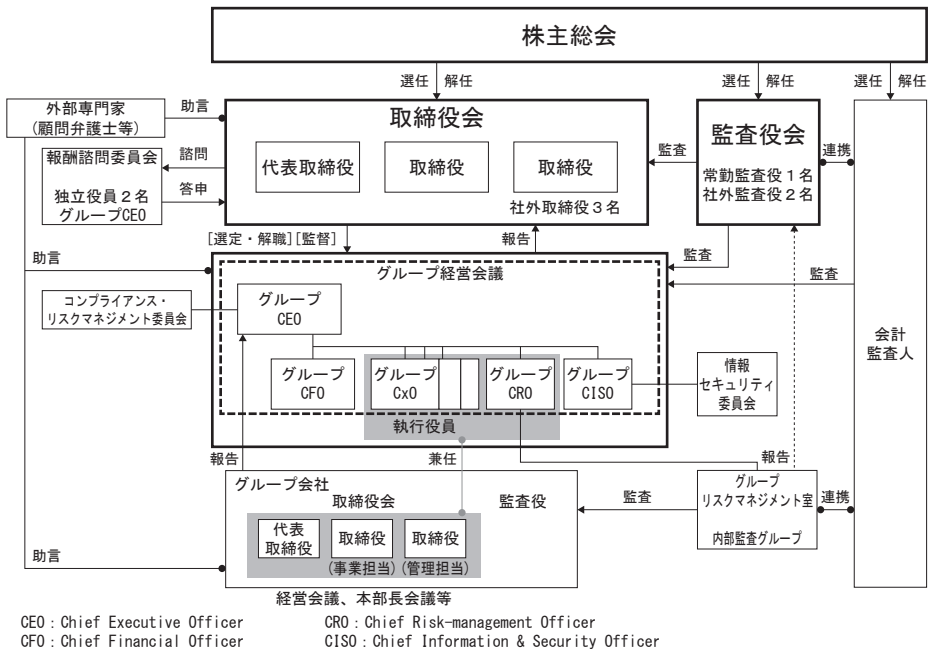 株主総会
選任 解任
選任 解任
選任 解任
外部専門家
(顧問弁護士等)
助言
取締役会
代表取締役
取締役
取締役
社外取締役３名
監査
監査役会
常勤監査役１名
社外監査役２名
連携
報酬諮問委員会
独立役員２名
グループCEO
諮問
答申
[選定・解職][監督]
報告
監査
監査
助言
グループ経営会議
コンプライアンス・
リスクマネジメント委員会
グループ
CEO
グループ
CFO
グループ
CxO
グループ
CRO
グループ
CISO
執行役員
情報
セキュリティ
委員会
会計
監査人
報告
兼任
報告
グループ会社
取締役会
監査役
監査
グループ
リスクマネジメント室
内部監査グループ
連携
代表
取締役
取締役
(事業担当)
取締役
(管理担当)
助言
経営会議、本部長会議等
CEO：Chief Executive Officer
CRO：Chief Risk-management Officer
CFO：Chief Financial Officer
CISO：Chief Information & Security Officer